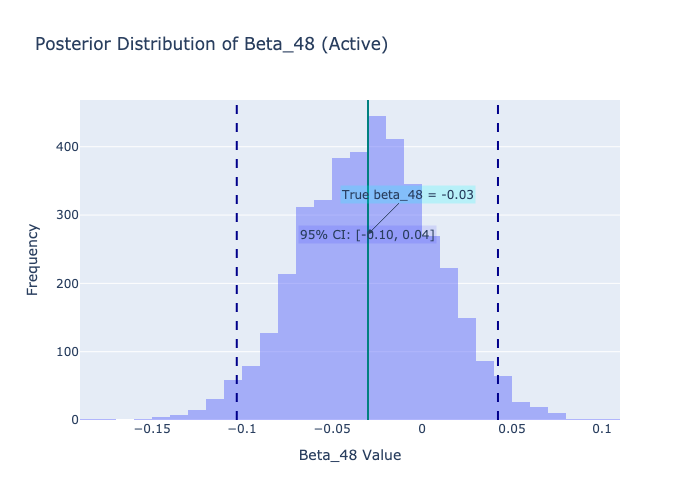 Posterior Distribution of Beta_48 (Active)
400
300
200
100
0
Frequency
True beta_48 = -0.03
95% CI: [-0.10, 0.04]
−0.15
−0.1
−0.05
0
0.05
0.1
Beta_48 Value